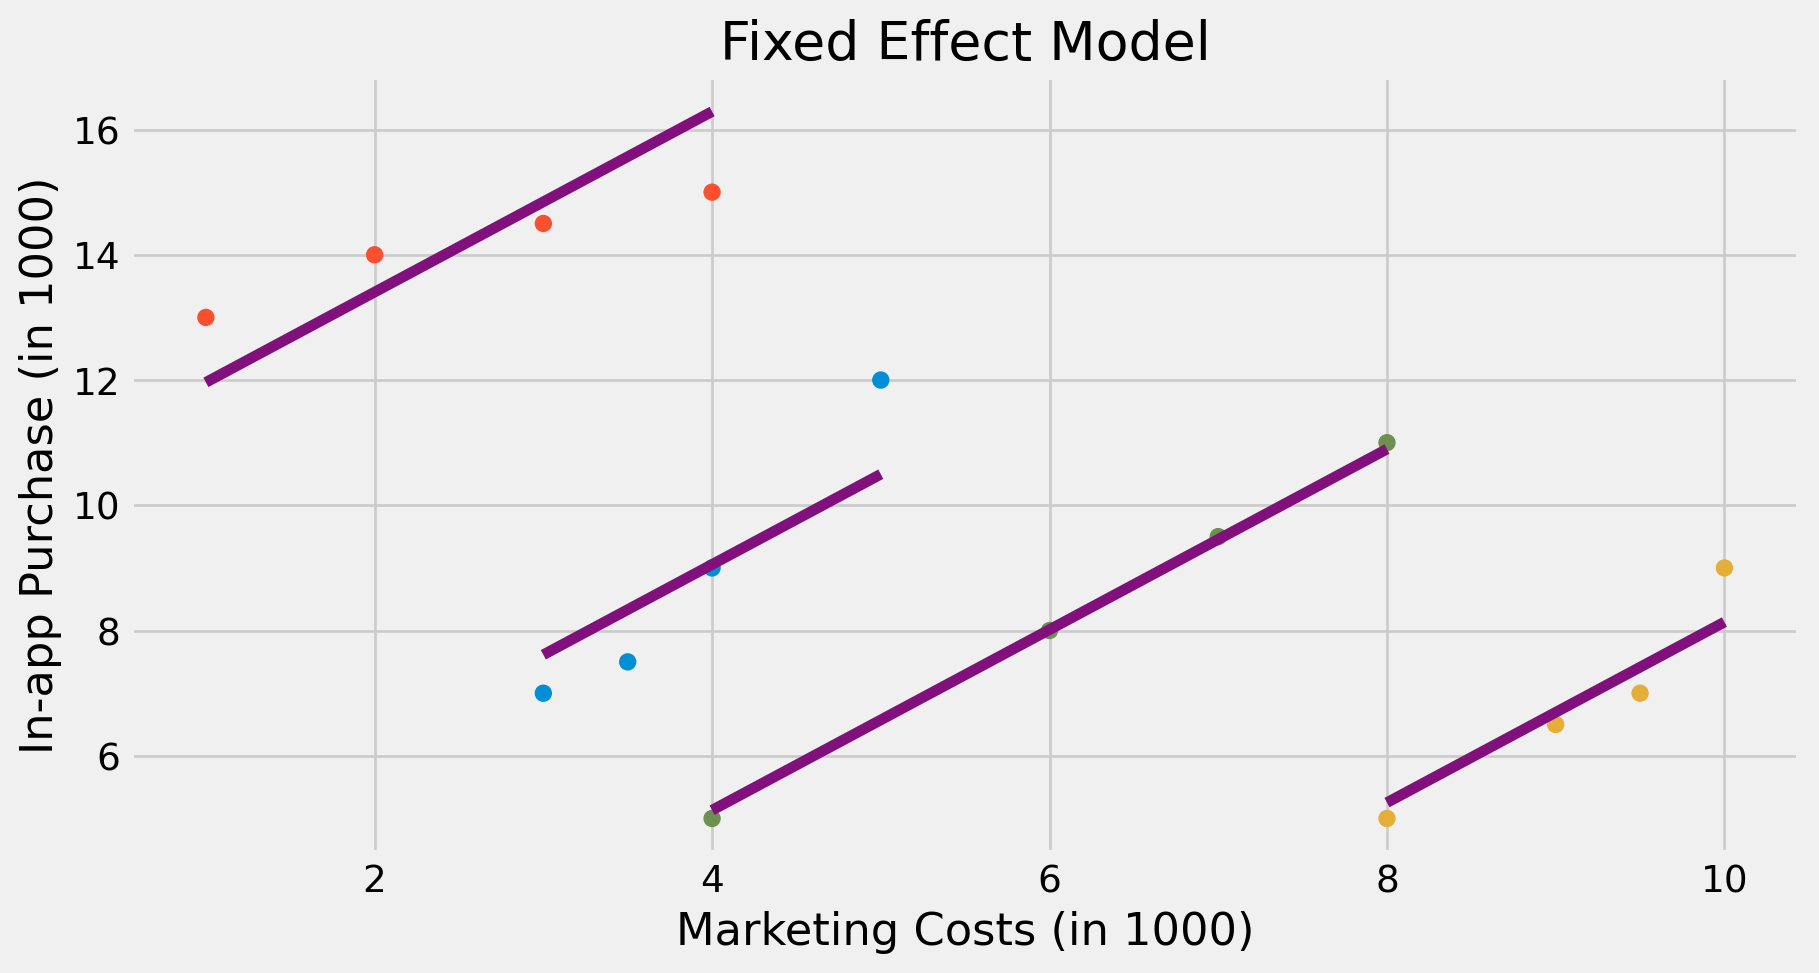 Fixed Effect Model
In-app Purchase (in 1000)
16
14
12
10
8
6
2 4 6 8 10
Marketing Costs (in 1000)